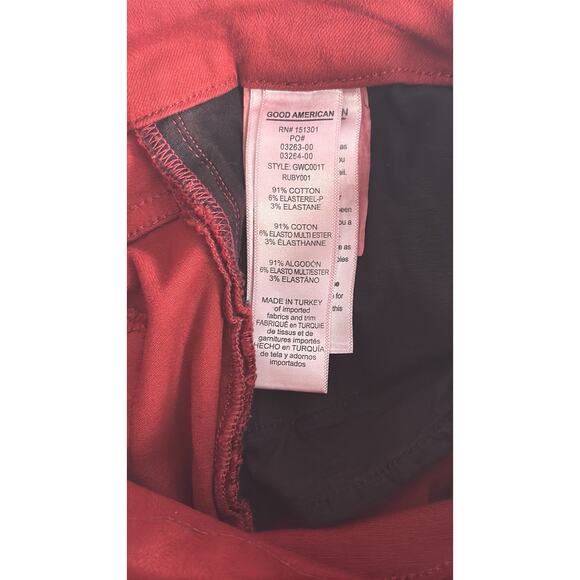 GOOD AMERICAN
RN# 151301
PO#
03263-00
03264-00
STYLE: GWC001T
RUBY001
91% COTTON
6% ELASTEREL-P
3% ELASTANE
91% COTON
6% ELASTO MULTI ESTER
3% ÉLASTHANNE
91% ALGODÓN
6% ELASTO MULTIESTER
3% ELASTÁNO
MADE IN TURKEY
of imported
fabrics and trim
FABRIQUÉ en TURQUIE
de tissus et de
garnitures importés
HECHO en TURQUÍA
de tela y adornos
importados